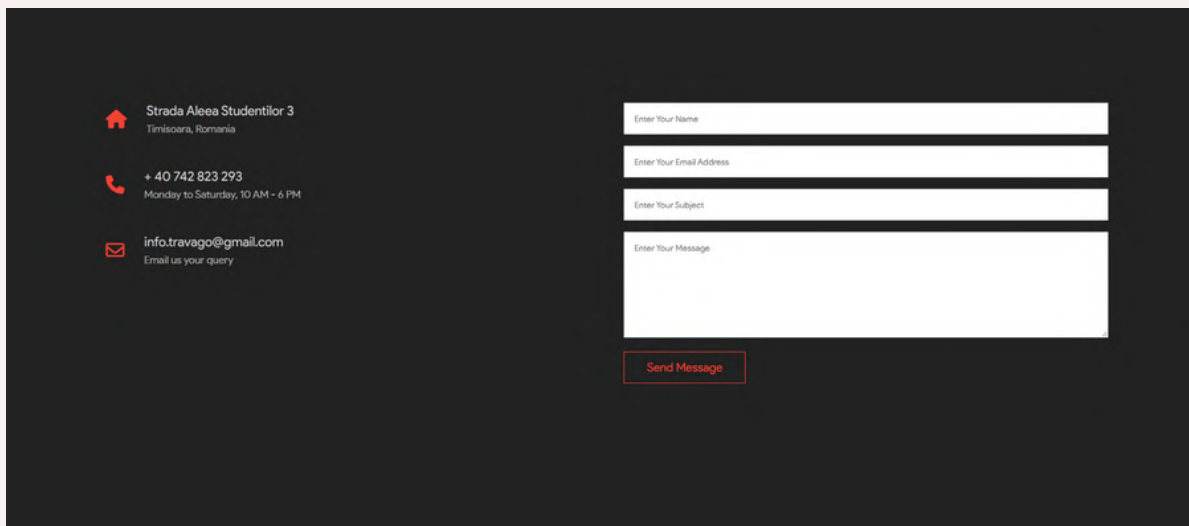 Strada Aleea Studentilor 3
Timisoara, Romania
+ 40 742 823 293
Monday to Saturday, 10 AM - 6 PM
info.travago@gmail.com
Email us your query
Enter Your Name
Enter Your Email Address
Enter Your Subject
Enter Your Message
Send Message